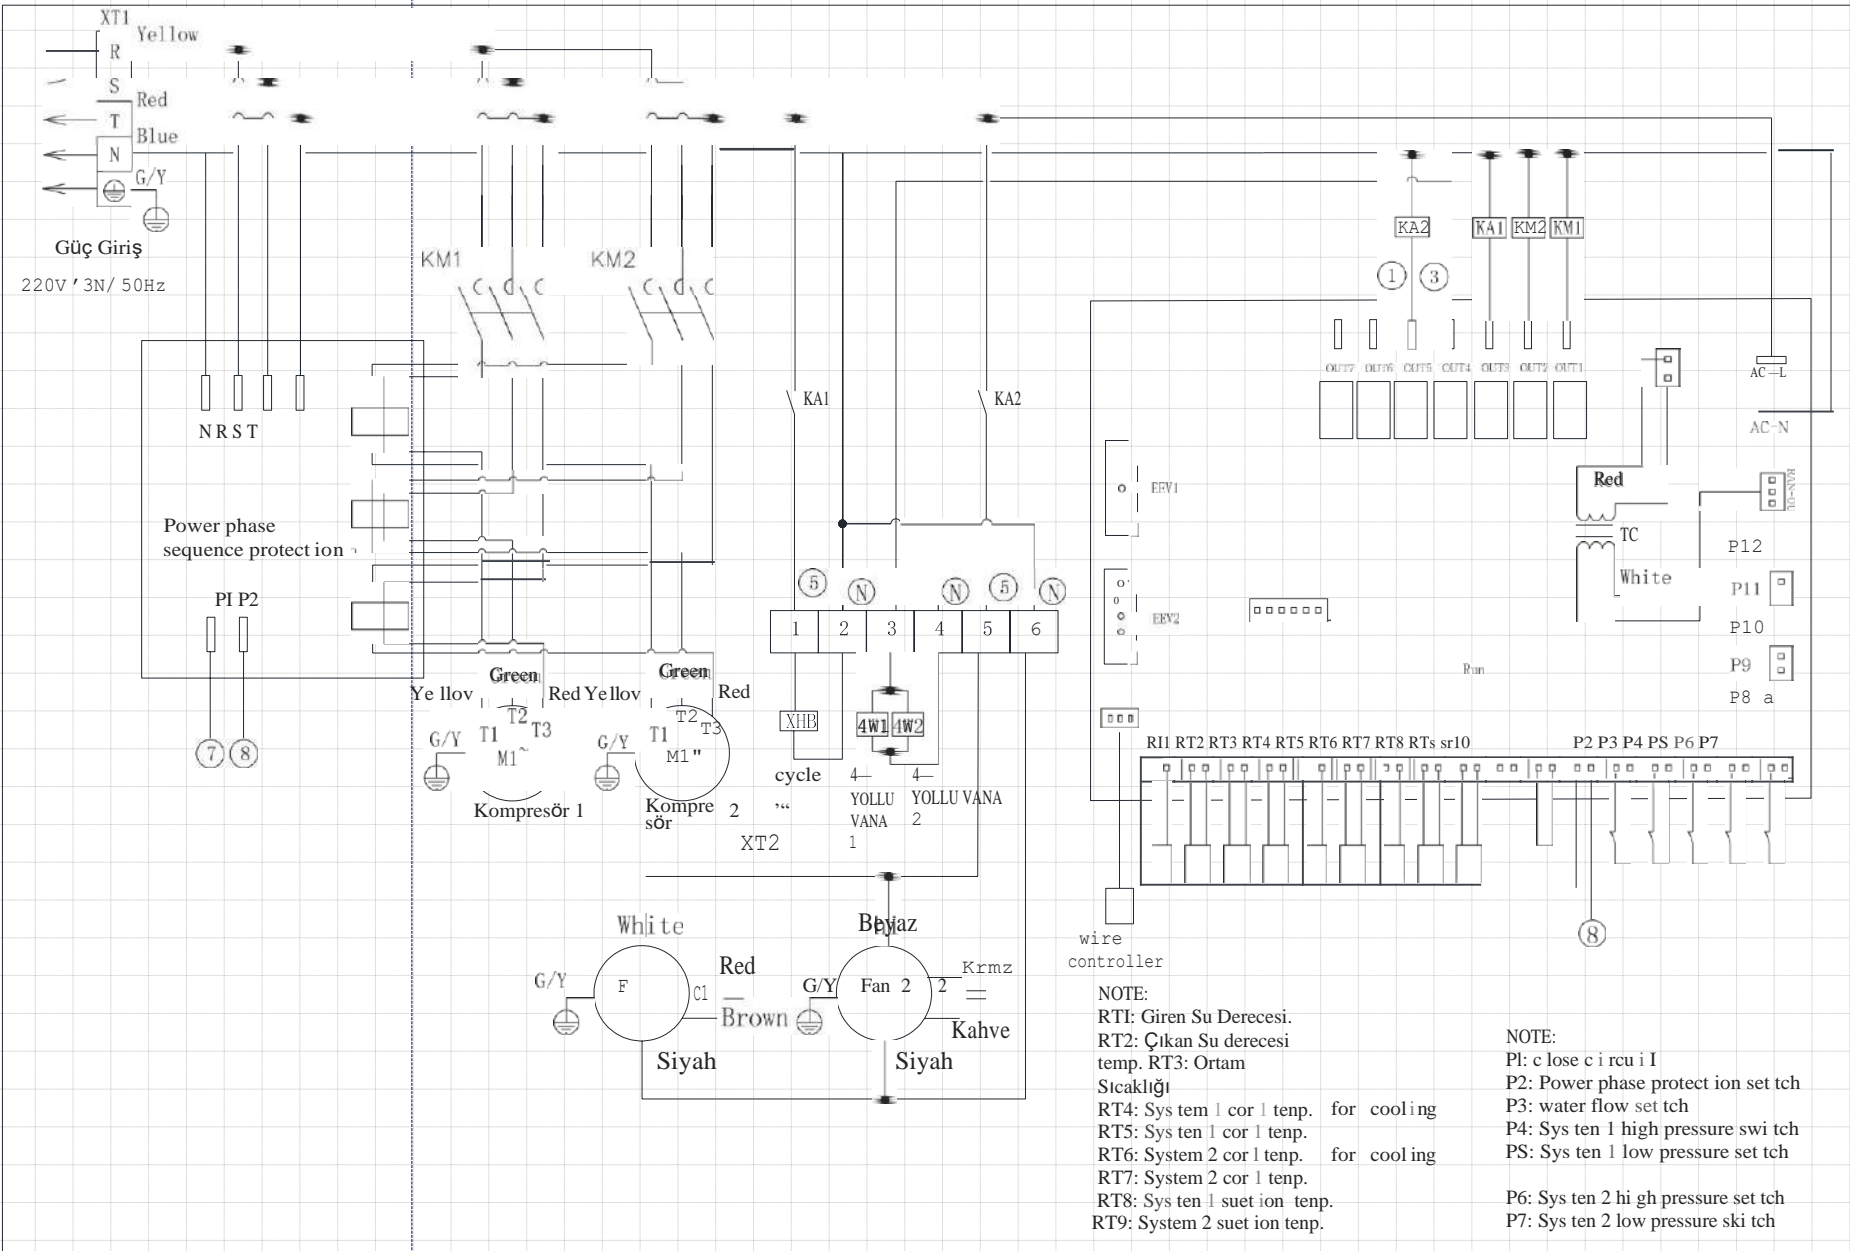 XT1
Yellow
R
S
Red
T
Blue
N
G/Y
Güç Giriş
220V ' 3N/ 50Hz
KM1
KM2
KA2
KA1
KM2
KM1
1
3
N R S T
Power phase
sequence protect ion
PI P2
7
8
KA1
KA2
5
N
N
5
N
1
2
3
4
5
6
OUT7 OUT6 OUT5 OUT4 OUT3 OUT2 OUT1
AC—L
AC-N
EEV1
EEV2
Red
TC
White
P12
P11
P10
P9
P8 a
Run
Green
Ye llov
Red
Yellov
Green
Red
G/Y
T1
T2
T3
M1~
G/Y
T1
T2
T3
M1"
Kompresör 1
Kompre
sör
2
XHB
4W1
4W2
cycle
'“
XT2
4—
YOLLU
VANA
1
4—
YOLLU VANA
2
RI1 RT2 RT3 RT4 RT5 RT6 RT7 RT8 RTs sr10
P2 P3 P4 PS P6 P7
8
wire
controller
White
Beyaz
G/Y
F
C1
Red
Brown
G/Y
Fan 2
2
Krmz
Kahve
Siyah
Siyah
NOTE:
RTI: Giren Su Derecesi.
RT2: Çıkan Su derecesi
temp. RT3: Ortam
Sıcaklığı
RT4: Sys tem 1 cor 1 tenp. for cooling
RT5: Sys ten 1 cor 1 tenp.
RT6: System 2 cor l tenp. for cool ing
RT7: System 2 cor 1 tenp.
RT8: Sys ten 1 suet ion tenp.
RT9: System 2 suet ion tenp.
NOTE:
Pl: c lose c i rcu i I
P2: Power phase protect ion set tch
P3: water flow set tch
P4: Sys ten 1 high pressure swi tch
PS: Sys ten 1 low pressure set tch
P6: Sys ten 2 hi gh pressure set tch
P7: Sys ten 2 low pressure ski tch